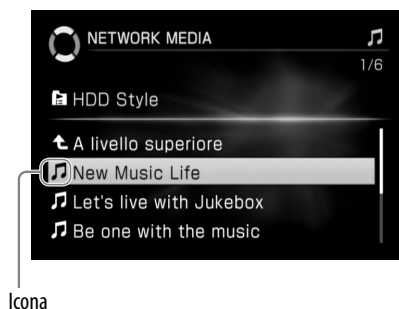 NETWORK MEDIA
1/6
HDD Style
A livello superiore
New Music Life
Let's live with Jukebox
Be one with the music
Icona